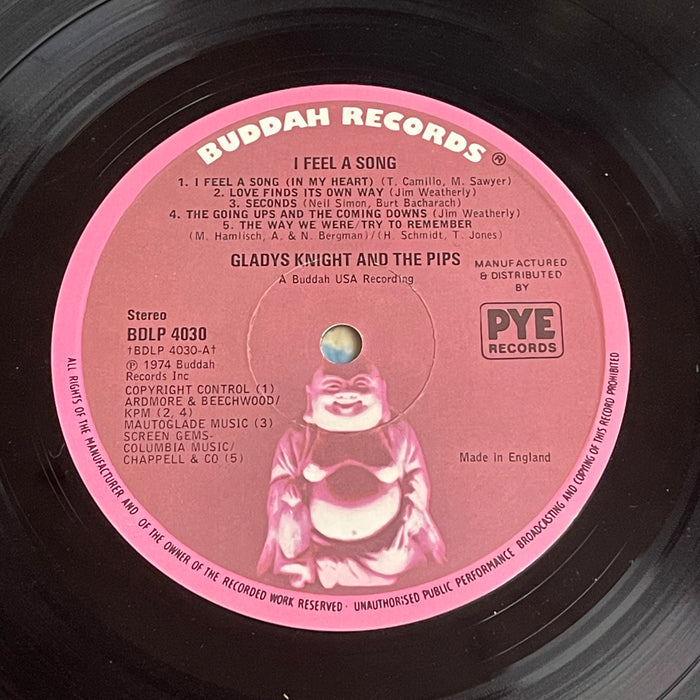 BUDDAH RECORDS ®
I FEEL A SONG
1. I FEEL A SONG (IN MY HEART) (T. Camillo, M. Sawyer)
2. LOVE FINDS ITS OWN WAY (Jim Weatherly)
3. SECONDS (Neil Simon, Burt Bacharach)
4. THE GOING UPS AND THE COMING DOWNS (Jim Weatherly)
5. THE WAY WE WERE/TRY TO REMEMBER
(M. Hamlisch, A. & N. Bergman)/(H. Schmidt, T. Jones)
GLADYS KNIGHT AND THE PIPS
A Buddah USA Recording
MANUFACTURED
& DISTRIBUTED
BY
PYE
RECORDS
Stereo
BDLP 4030
†BDLP 4030-A†
℗ 1974 Buddah
Records Inc
COPYRIGHT CONTROL (1)
ARDMORE & BEECHWOOD/
KPM (2, 4)
MAUTOGLADE MUSIC (3)
SCREEN GEMS-
COLUMBIA MUSIC/
CHAPPELL & CO (5)
Made in England
ALL RIGHTS OF THE MANUFACTURER AND OF THE OWNER OF THE RECORDED WORK RESERVED · UNAUTHORISED PUBLIC PERFORMANCE BROADCASTING AND COPYING OF THIS RECORD PROHIBITED